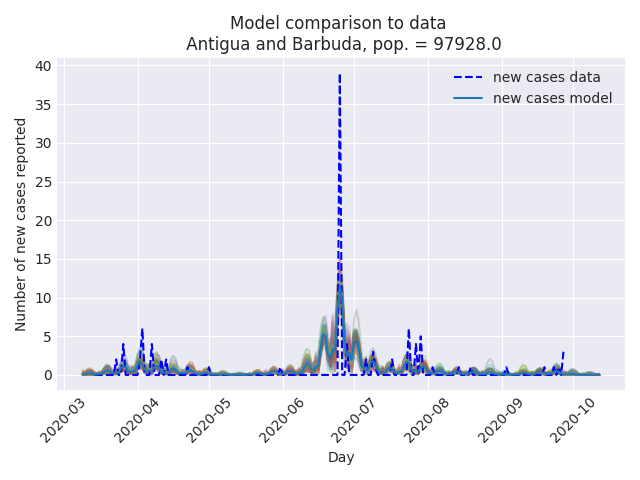 Model comparison to data
Antigua and Barbuda, pop. = 97928.0
new cases data
new cases model
Number of new cases reported
40
35
30
25
20
15
10
5
0
2020-03
2020-04
2020-05
2020-06
2020-07
2020-08
2020-09
2020-10
Day